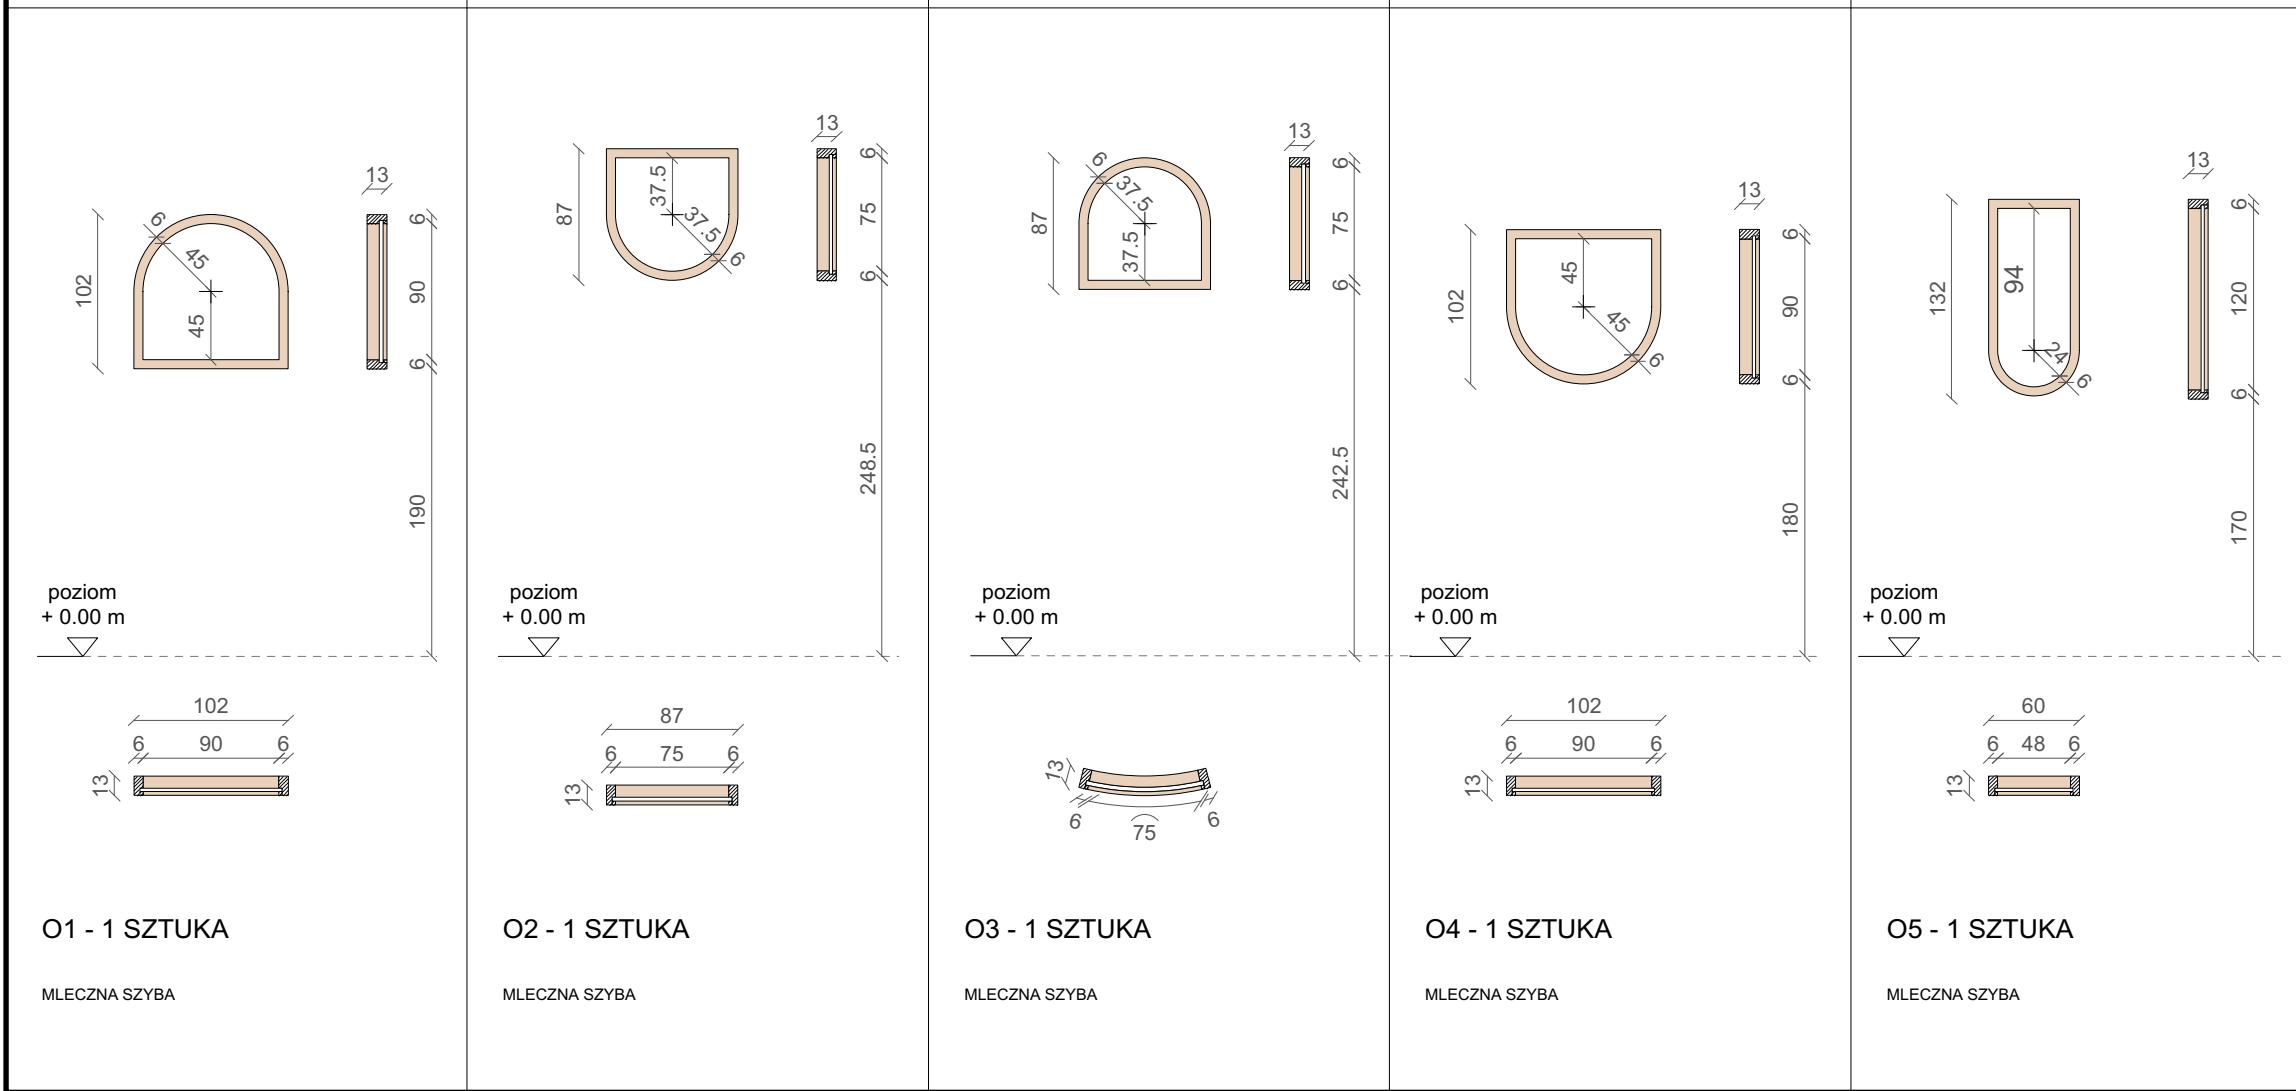 13
6
45
45
102
6
90
6
190
poziom
+ 0.00 m
102
6 90 6
13
O1 - 1 SZTUKA
MLECZNA SZYBA
13
37.5
37.5
6
87
6
75
6
248.5
poziom
+ 0.00 m
87
6 75 6
13
O2 - 1 SZTUKA
MLECZNA SZYBA
13
6
37.5
37.5
87
6
75
6
242.5
poziom
+ 0.00 m
13
6 75 6
O3 - 1 SZTUKA
MLECZNA SZYBA
13
45
45
6
102
6
90
6
180
poziom
+ 0.00 m
102
6 90 6
13
O4 - 1 SZTUKA
MLECZNA SZYBA
13
94
24
6
132
6
120
6
170
poziom
+ 0.00 m
60
6 48 6
13
O5 - 1 SZTUKA
MLECZNA SZYBA